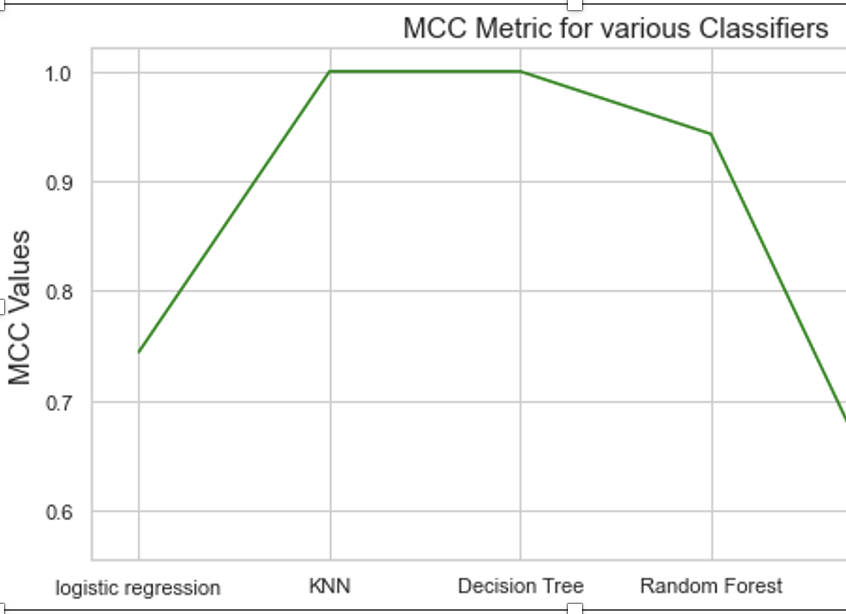 MCC Metric for various Classifiers
1.0
0.9
0.8
0.7
0.6
MCC Values
logistic regression KNN Decision Tree Random Forest